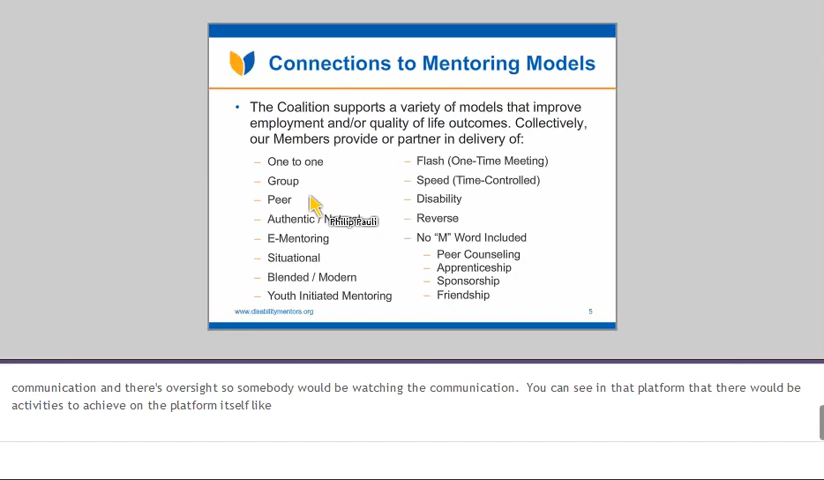 Connections to Mentoring Models
• The Coalition supports a variety of models that improve
employment and/or quality of life outcomes. Collectively,
our Members provide or partner in delivery of:
– One to one
– Group
– Peer
– Authentic /
– E-Mentoring
– Situational
– Blended / Modern
– Youth Initiated Mentoring
– Flash (One-Time Meeting)
– Speed (Time-Controlled)
– Disability
– Reverse
– No “M” Word Included
– Peer Counseling
– Apprenticeship
– Sponsorship
– Friendship
Philip Pauli
www.disabilitymentors.org
5
communication and there's oversight so somebody would be watching the communication. You can see in that platform that there would be
activities to achieve on the platform itself like